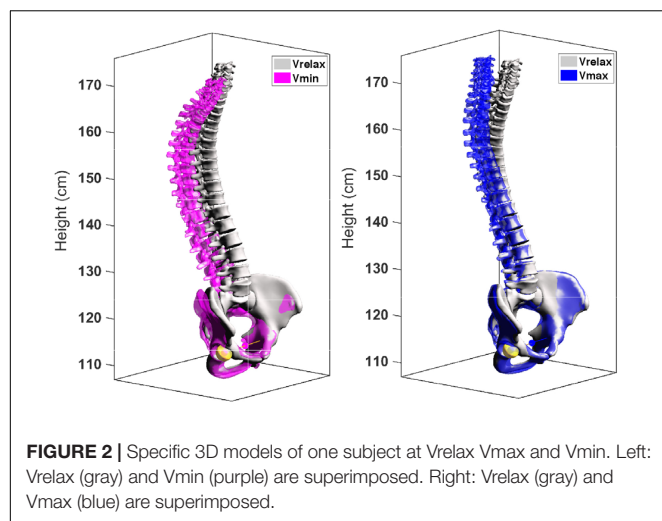 Vrelax
Vmin
Vrelax
Vmax
170
160
150
140
130
120
110
Height (cm)
170
160
150
140
130
120
110
Height (cm)
FIGURE 2 | Specific 3D models of one subject at Vrelax Vmax and Vmin. Left:
Vrelax (gray) and Vmin (purple) are superimposed. Right: Vrelax (gray) and
Vmax (blue) are superimposed.